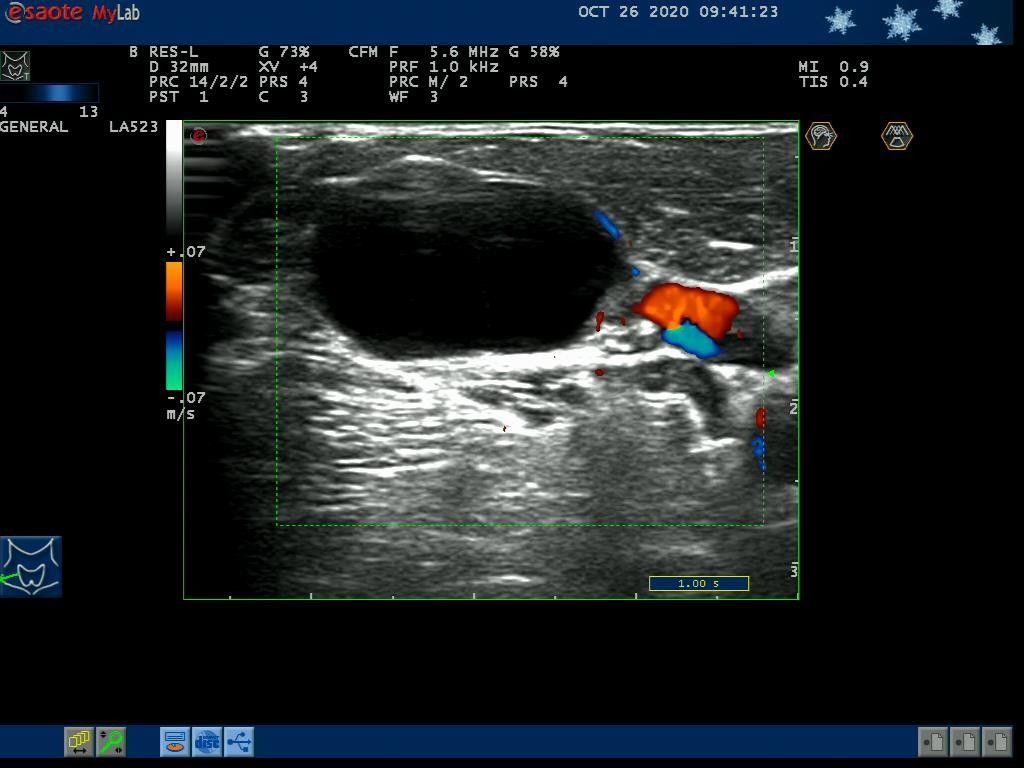 esaote MyLab
OCT 26 2020 09:41:23
B RES-L G 73% CFM F 5.6 MHz G 58%
D 32mm XV +4 PRF 1.0 kHz MI 0.9
PRC 14/2/2 PRS 4 PRC M/ 2 PRS 4 TIS 0.4
PST 1 C 3 WF 3
4 13
GENERAL LA523
e
1
+.07
-.07
m/s
2
3
1.00 s
disc